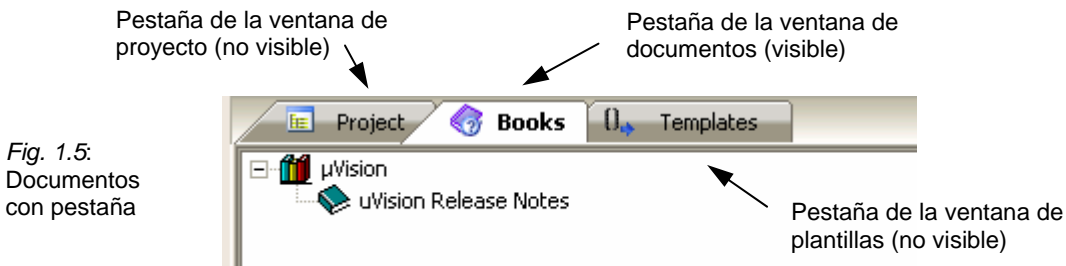 Pestaña de la ventana de
proyecto (no visible)
Pestaña de la ventana de
documentos (visible)
Project
Books
Templates
Fig. 1.5:
Documentos
con pestaña
µVision
uVision Release Notes
Pestaña de la ventana de
plantillas (no visible)